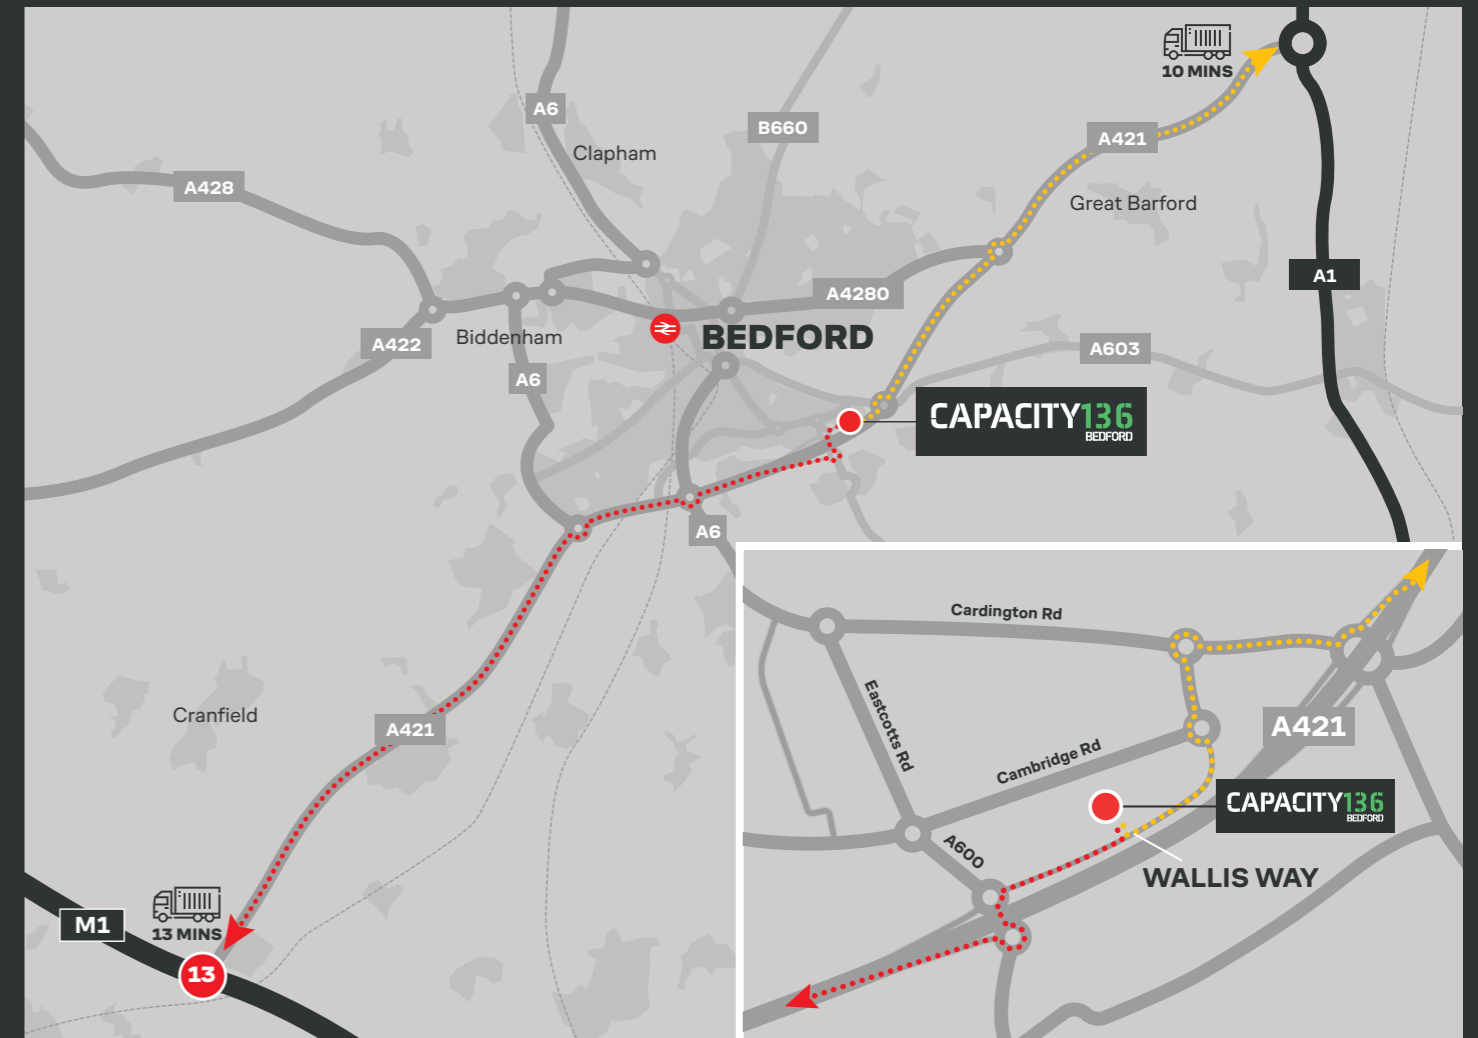 10 MINS
A6
B660
A421
Clapham
A428
Great Barford
A1
A4280
BEDFORD
Biddenham
A422
A603
A6
CAPACITY136
BEDFORD
A6
Cardington Rd
Eastcotts Rd
Cambridge Rd
A421
CAPACITY136
BEDFORD
A600
WALLIS WAY
Cranfield
A421
M1
13 MINS
13